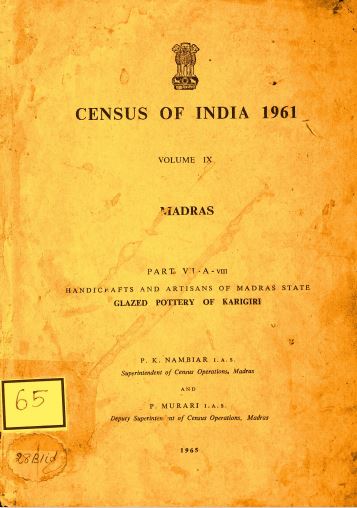 CENSUS OF INDIA 1961
VOLUME IX
MADRAS
PART VII-A-VIII
HANDICRAFTS AND ARTISANS OF MADRAS STATE
GLAZED POTTERY OF KARIGIRI
P. K. NAMBIAR I.A.S.
Superintendent of Census Operations, Madras
AND
P. MURARI I.A.S.
Deputy Superintendent of Census Operations, Madras
65
1965